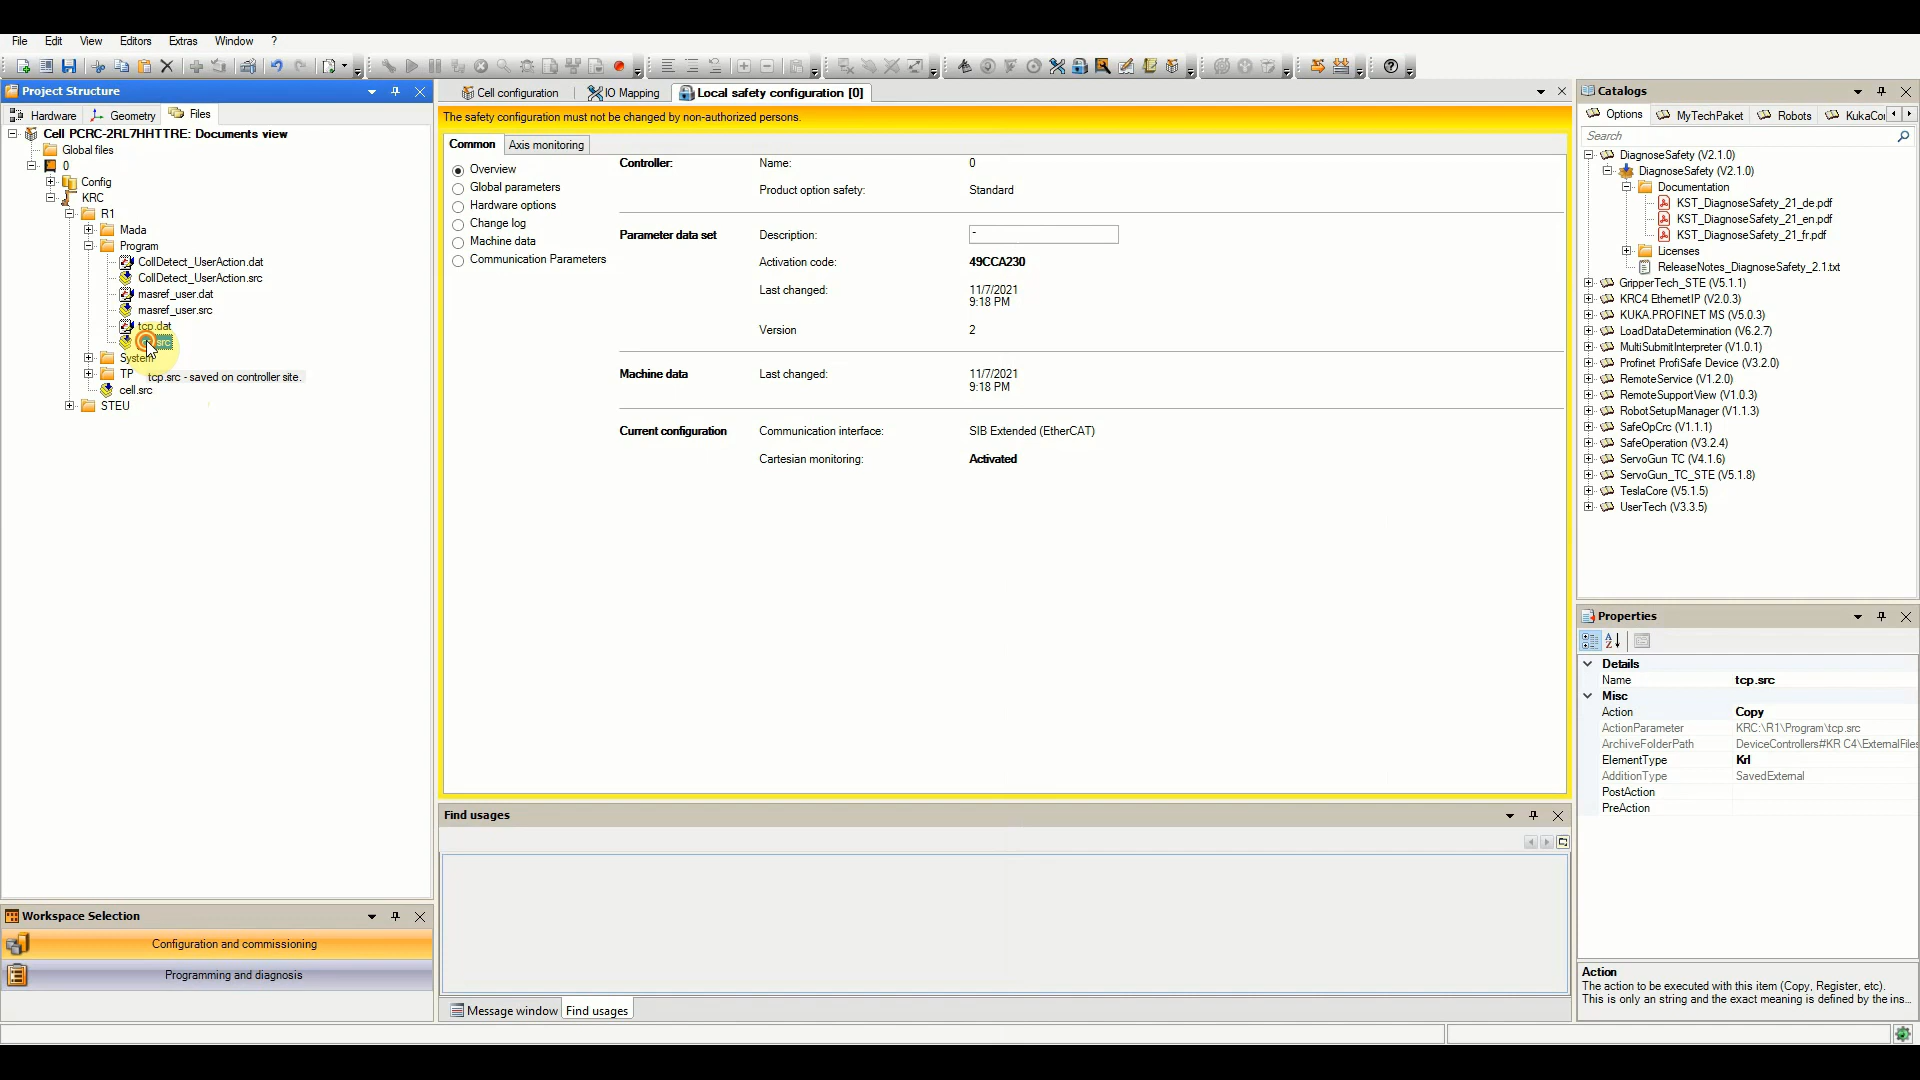 File Edit View Editors Extras Window ?
Project Structure
Hardware Geometry Files
Cell PCRC-2RL7HHTTRE: Documents view
Global files
0
Config
KRC
R1
Mada
Program
CollDetect_UserAction.dat
CollDetect_UserAction.src
masref_user.dat
masref_user.src
tcp.dat
src
System
TP
tcp.src - saved on controller site.
cell.src
STEU
Workspace Selection
Configuration and commissioning
Programming and diagnosis
Cell configuration IO Mapping Local safety configuration [0]
The safety configuration must not be changed by non-authorized persons.
Common Axis monitoring
Overview
Global parameters
Hardware options
Change log
Machine data
Communication Parameters
Controller: Name: 0
Product option safety: Standard
Parameter data set Description: -
Activation code: 49CCA230
Last changed: 11/7/2021
9:18 PM
Version 2
Machine data Last changed: 11/7/2021
9:18 PM
Current configuration Communication interface: SIB Extended (EtherCAT)
Cartesian monitoring: Activated
Find usages
Message window Find usages
Catalogs
Options MyTechPaket Robots KukaCo
Search
DiagnoseSafety (V2.1.0)
DiagnoseSafety (V2.1.0)
Documentation
KST_DiagnoseSafety_21_de.pdf
KST_DiagnoseSafety_21_en.pdf
KST_DiagnoseSafety_21_fr.pdf
Licenses
ReleaseNotes_DiagnoseSafety_2.1.txt
GripperTech_STE (V5.1.1)
KRC4 EthernetIP (V2.0.3)
KUKA.PROFINET MS (V5.0.3)
LoadDataDetermination (V6.2.7)
MultiSubmitInterpreter (V1.0.1)
Profinet ProfiSafe Device (V3.2.0)
RemoteService (V1.2.0)
RemoteSupportView (V1.0.3)
RobotSetupManager (V1.1.3)
SafeOpCrc (V1.1.1)
SafeOperation (V3.2.4)
ServoGun TC (V4.1.6)
ServoGun_TC_STE (V5.1.8)
TeslaCore (V5.1.5)
UserTech (V3.3.5)
Properties
Details
Name tcp.src
Misc
Action Copy
ActionParameter KRC:\R1\Program\tcp.src
ArchiveFolderPath DeviceControllers#KR C4\ExternalFiles
ElementType Krl
AdditionType SavedExternal
PostAction
PreAction
Action
The action to be executed with this item (Copy, Register, etc).
This is only an string and the exact meaning is defined by the ins...